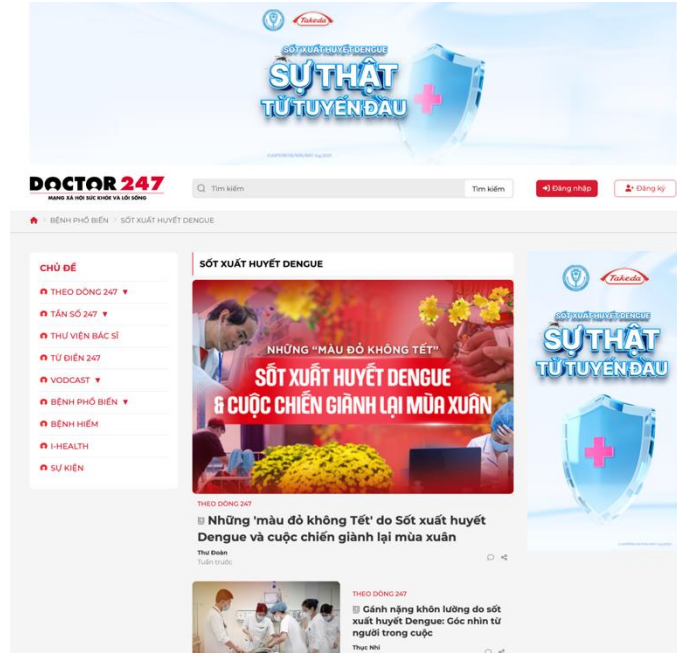 Takeda
SỐT XUẤT HUYẾT DENGUE
SỰ THẬT
TỪ TUYẾN ĐẦU
DOCTOR 247
MẠNG XÃ HỘI SỨC KHỎE VÀ LỐI SỐNG
Tìm kiếm
Tìm kiếm
Đăng nhập
Đăng ký
BỆNH PHỔ BIẾN
SỐT XUẤT HUYẾT DENGUE
CHỦ ĐỀ
THEO DÒNG 247
TẦN SỐ 247
THƯ VIỆN BÁC SĨ
TỪ ĐIỂN 247
VODCAST
BỆNH PHỔ BIẾN
BỆNH HIẾM
I-HEALTH
SỰ KIỆN
SỐT XUẤT HUYẾT DENGUE
NHỮNG "MÀU ĐỎ KHÔNG TẾT"
SỐT XUẤT HUYẾT DENGUE
& CUỘC CHIẾN GIÀNH LẠI MÙA XUÂN
THEO DÒNG 247
Những 'màu đỏ không Tết' do Sốt xuất huyết
Dengue và cuộc chiến giành lại mùa xuân
Thư Đoàn
Tuần trước
THEO DÒNG 247
Gánh nặng khôn lường do sốt
xuất huyết Dengue: Góc nhìn từ
người trong cuộc
Thục Nhi
Takeda
SỐT XUẤT HUYẾT DENGUE
SỰ THẬT
TỪ TUYẾN ĐẦU